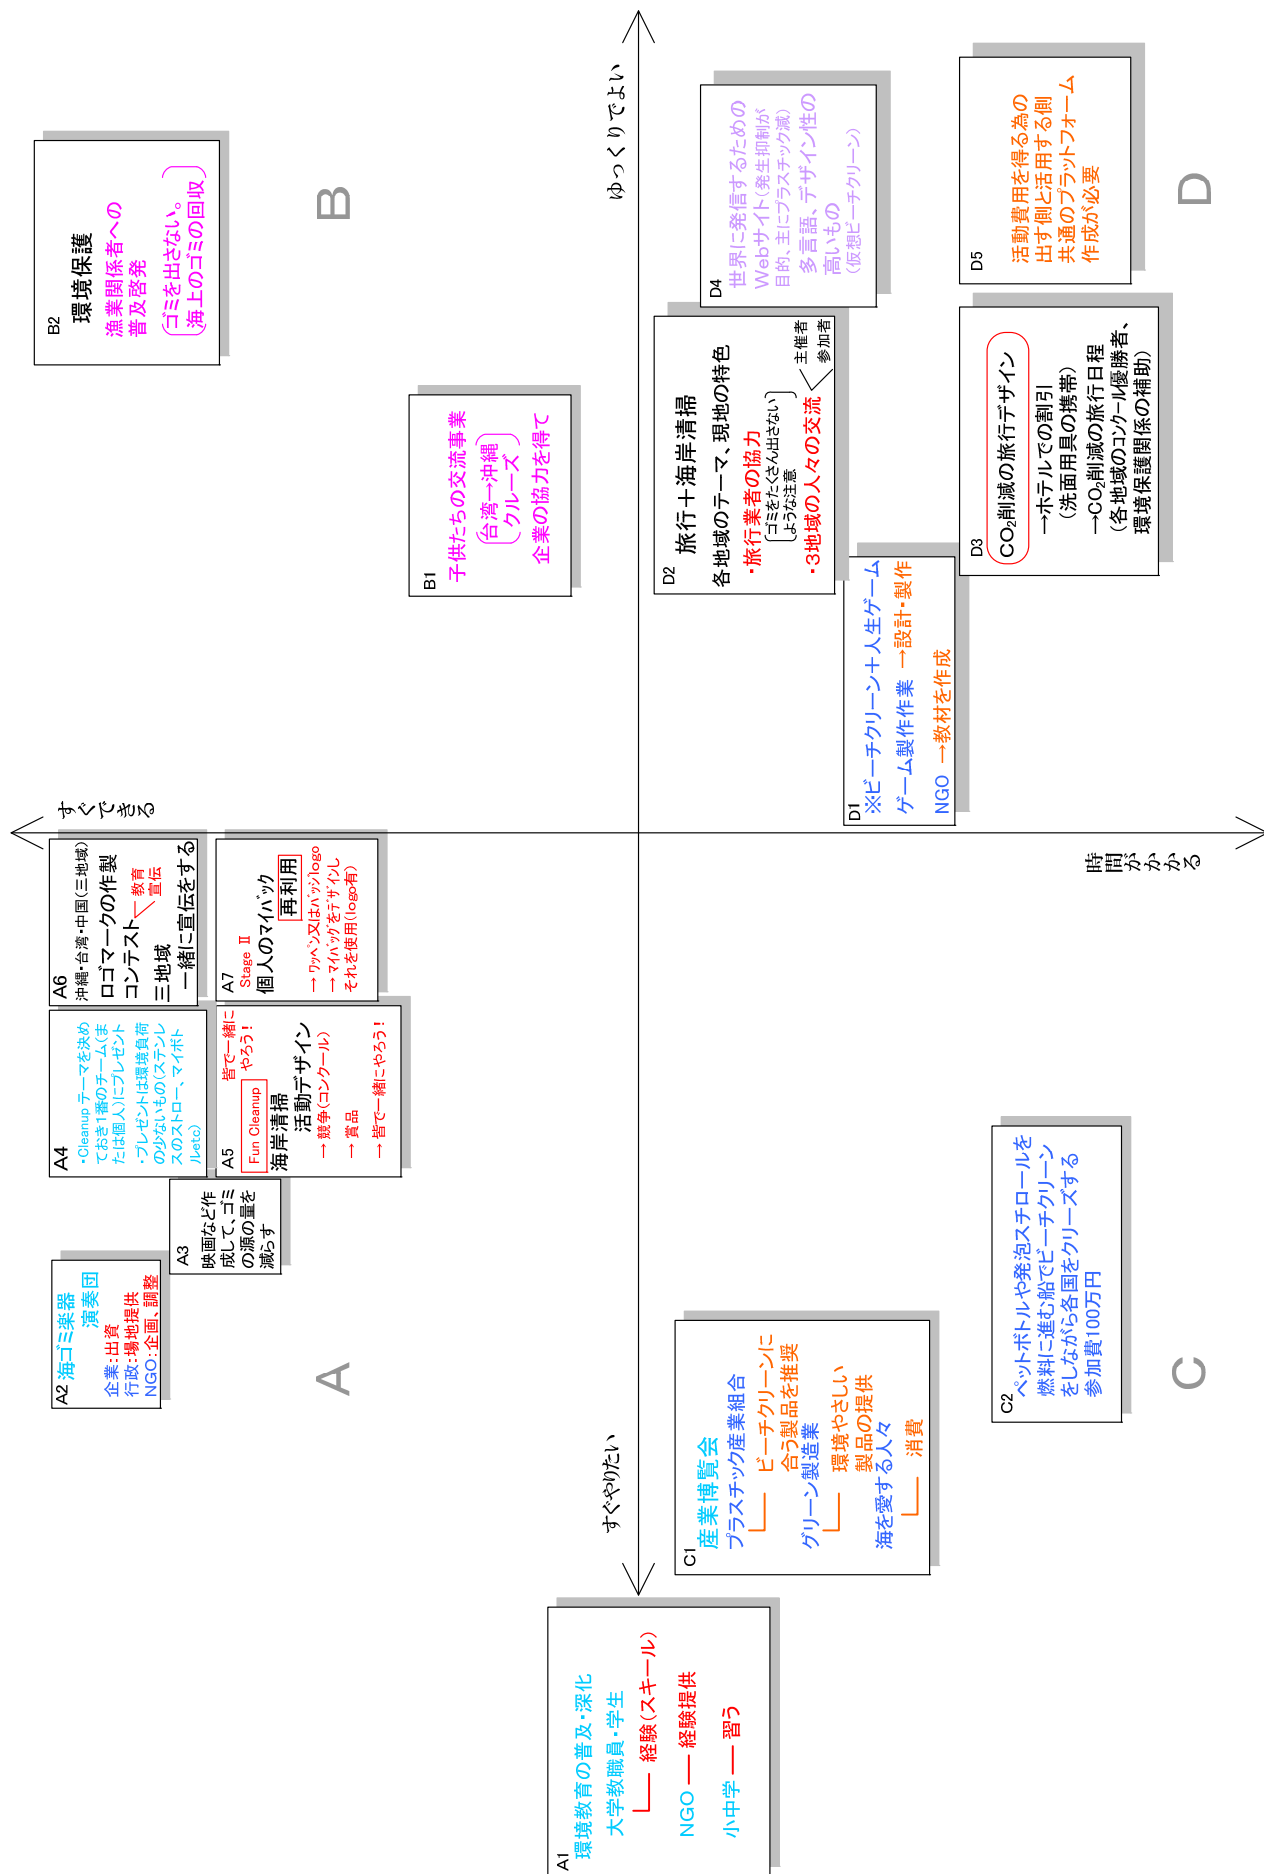 すぐできる
時間がかかる
すぐやりたい
ゆっくりでよい
A
B
C
D
A1
環境教育の普及・深化
大学教職員・学生
経験(スキール)
NGO
経験提供
小中学
習う
A2
海ゴミ楽器
演奏団
企業:出資
行政:場地提供
NGO:企画、調整
A3
映画など作
成して、ゴミ
の源の量を
減らす
A4
・Cleanup テーマを決め
ておき1番のチーム(ま
たは個人)にプレゼント
・プレゼントは環境負荷
の少ないもの(ステンレ
スのストロー、マイボト
ルetc)
A5
皆で一緒に
やろう!
Fun Cleanup
海岸清掃
活動デザイン
→ 競争(コンクール)
→ 賞品
→ 皆で一緒にやろう!
A6
沖縄・台湾・中国(三地域)
ロゴマークの作製
コンテスト
教育
宣伝
三地域
一緒に宣伝をする
A7
Stage Ⅱ
個人のマイバック
再利用
→ ワッペン又はバッジlogo
→ マイバッグをデザインし
それを使用(logo有)
B1
子供たちの交流事業
台湾→沖縄
クルーズ
企業の協力を得て
B2
環境保護
漁業関係者への
普及啓発
ゴミを出さない。
海上のゴミの回収
C1
産業博覧会
プラスチック産業組合
ビーチクリーンに
合う製品を推奨
グリーン製造業
環境やさしい
製品の提供
海を愛する人々
消費
C2
ペットボトルや発泡スチロールを
燃料に進む船でビーチクリーン
をしながら各国をクリーズする
参加費100万円
D1
※ビーチクリーン+人生ゲーム
ゲーム製作作業 →設計・製作
NGO →教材を作成
D2
旅行+海岸清掃
各地域のテーマ、現地の特色
・旅行業者の協力
ゴミをたくさん出さない
ような注意
・3地域の人々の交流
主催者
参加者
D3
CO₂削減の旅行デザイン
→ホテルでの割引
(洗面用具の携帯)
→CO₂削減の旅行日程
(各地域のコンクール優勝者、
環境保護関係の補助)
D4
世界に発信するための
Webサイト(発生抑制が
目的、主にプラスチック減)
多言語、デザイン性の
高いもの
(仮想ビーチクリーン)
D5
活動費用を得る為の
出す側と活用する側
共通のプラットフォーム
作成が必要